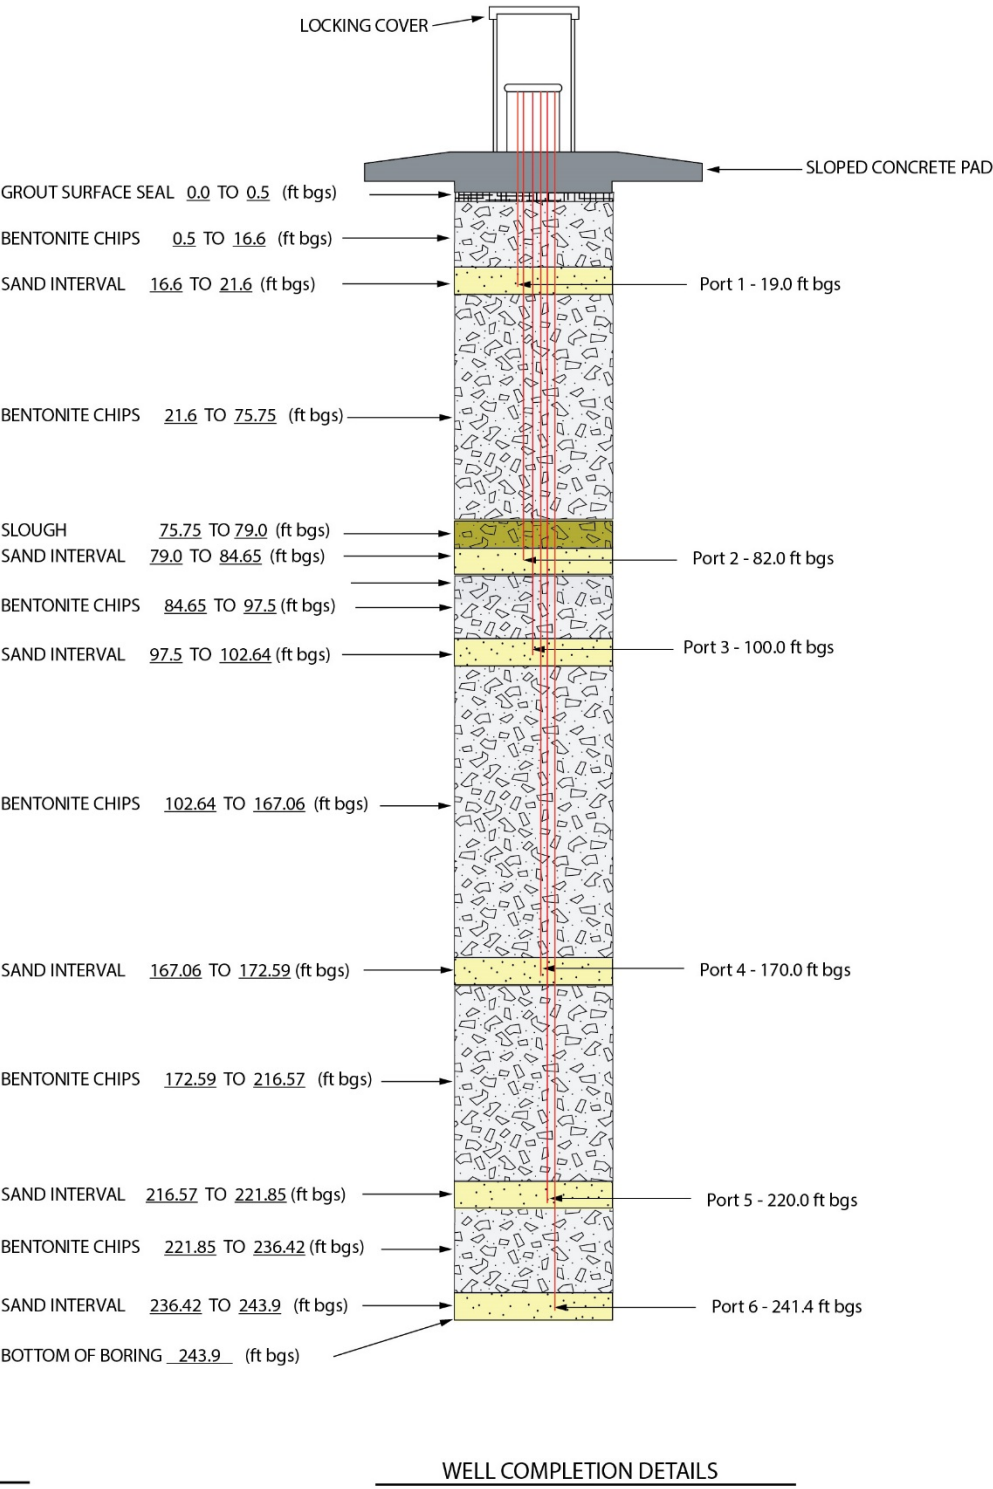 LOCKING COVER
SLOPED CONCRETE PAD
GROUT SURFACE SEAL 0.0 TO 0.5 (ft bgs)
BENTONITE CHIPS 0.5 TO 16.6 (ft bgs)
SAND INTERVAL 16.6 TO 21.6 (ft bgs)
Port 1 - 19.0 ft bgs
BENTONITE CHIPS 21.6 TO 75.75 (ft bgs)
SLOUGH 75.75 TO 79.0 (ft bgs)
SAND INTERVAL 79.0 TO 84.65 (ft bgs)
Port 2 - 82.0 ft bgs
BENTONITE CHIPS 84.65 TO 97.5 (ft bgs)
SAND INTERVAL 97.5 TO 102.64 (ft bgs)
Port 3 - 100.0 ft bgs
BENTONITE CHIPS 102.64 TO 167.06 (ft bgs)
SAND INTERVAL 167.06 TO 172.59 (ft bgs)
Port 4 - 170.0 ft bgs
BENTONITE CHIPS 172.59 TO 216.57 (ft bgs)
SAND INTERVAL 216.57 TO 221.85 (ft bgs)
Port 5 - 220.0 ft bgs
BENTONITE CHIPS 221.85 TO 236.42 (ft bgs)
SAND INTERVAL 236.42 TO 243.9 (ft bgs)
Port 6 - 241.4 ft bgs
BOTTOM OF BORING 243.9 (ft bgs)
WELL COMPLETION DETAILS